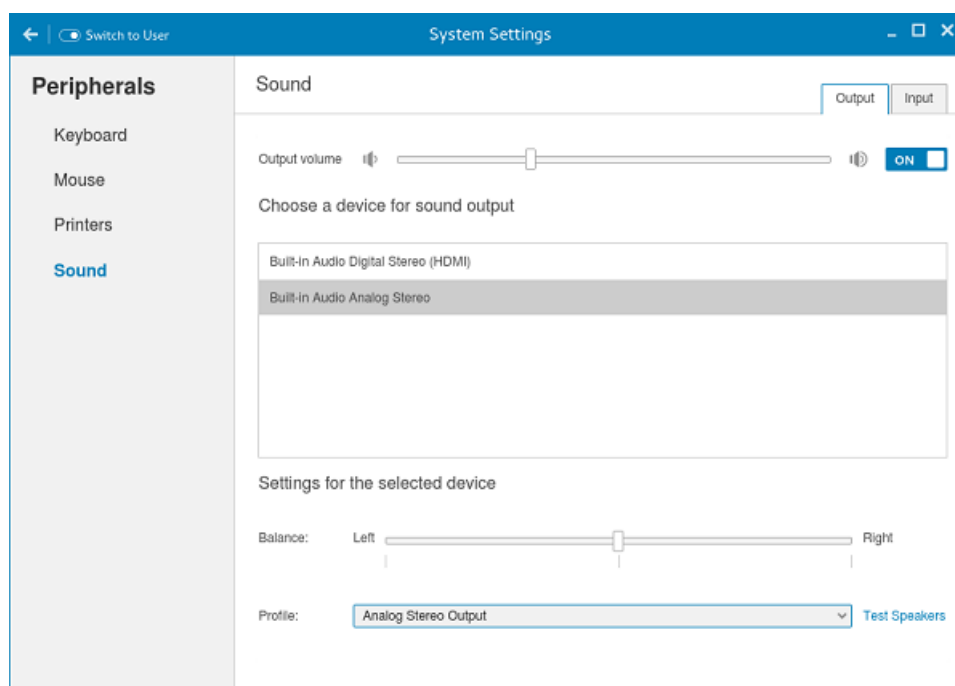 Switch to User
System Settings
Peripherals
Keyboard
Mouse
Printers
Sound
Sound
Output
Input
Output volume
ON
Choose a device for sound output
Built-in Audio Digital Stereo (HDMI)
Built-in Audio Analog Stereo
Settings for the selected device
Balance:
Left
Right
Profile:
Analog Stereo Output
Test Speakers